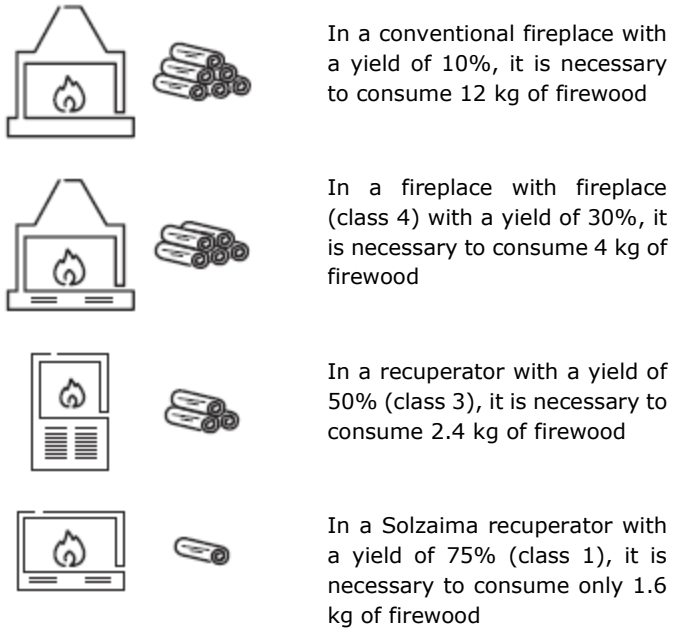 In a conventional fireplace with
a yield of 10%, it is necessary
to consume 12 kg of firewood
In a fireplace with fireplace
(class 4) with a yield of 30%, it
is necessary to consume 4 kg of
firewood
In a recuperator with a yield of
50% (class 3), it is necessary to
consume 2.4 kg of firewood
In a Solzaima recuperator with
a yield of 75% (class 1), it is
necessary to consume only 1.6
kg of firewood